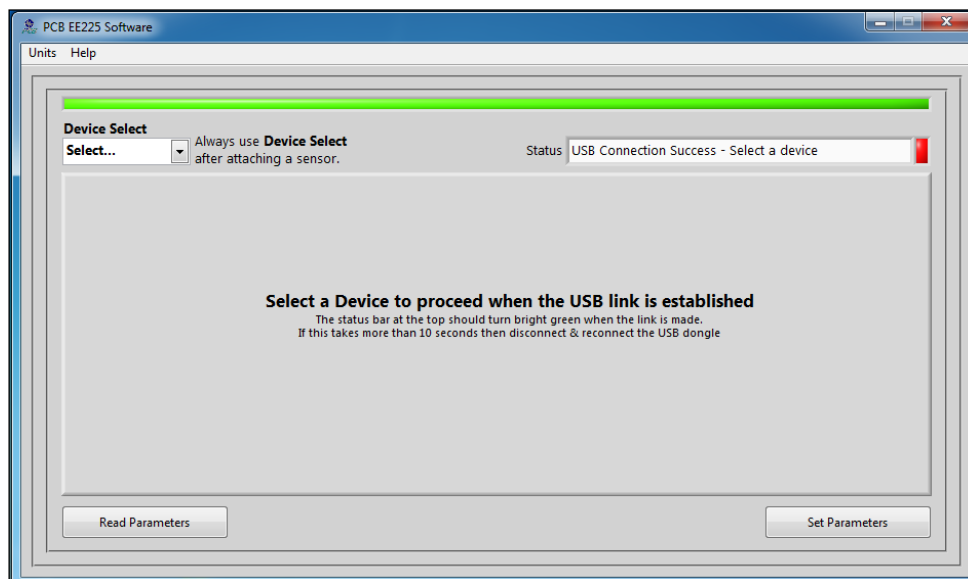 PCB EE225 Software
Units Help
Device Select
Select...
Always use Device Select
after attaching a sensor.
Status USB Connection Success - Select a device
Select a Device to proceed when the USB link is established
The status bar at the top should turn bright green when the link is made.
If this takes more than 10 seconds then disconnect & reconnect the USB dongle
Read Parameters
Set Parameters